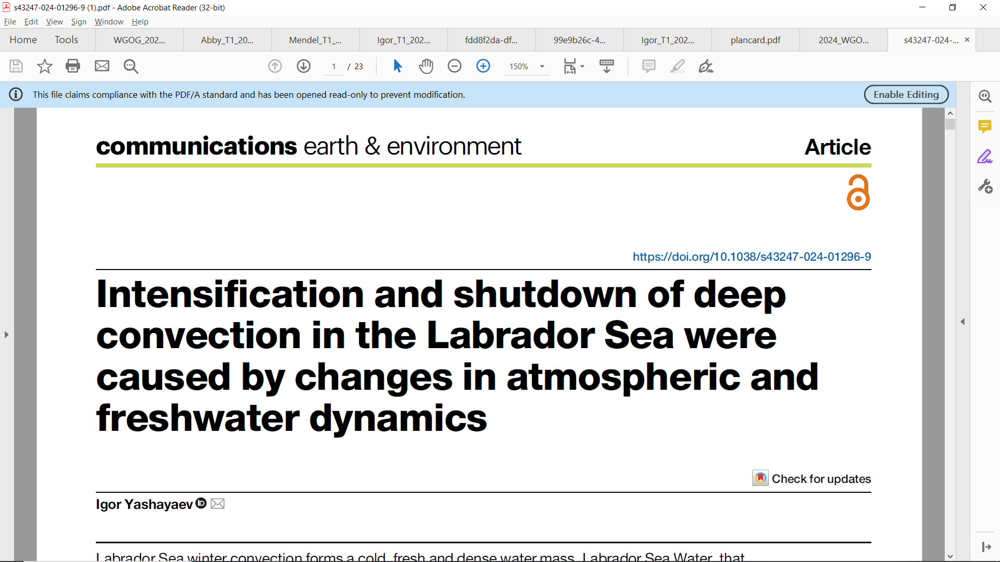 s43247-024-01296-9 (1).pdf - Adobe Acrobat Reader (32-bit)
File Edit View Sign Window Help
Home Tools WGOG_202... Abby_T1_20... Mendel_T1_... Igor_T1_202... fdd8f2da-df... 99e9b26c-4... Igor_T1_202... plancard.pdf 2024_WGO... s43247-024-... ×
1 / 23 150%
This file claims compliance with the PDF/A standard and has been opened read-only to prevent modification. Enable Editing
communications earth & environment Article
https://doi.org/10.1038/s43247-024-01296-9
Intensification and shutdown of deep
convection in the Labrador Sea were
caused by changes in atmospheric and
freshwater dynamics
Check for updates
Igor Yashayaev iD
Labrador Sea winter convection forms a cold, fresh and dense water mass, Labrador Sea Water, that